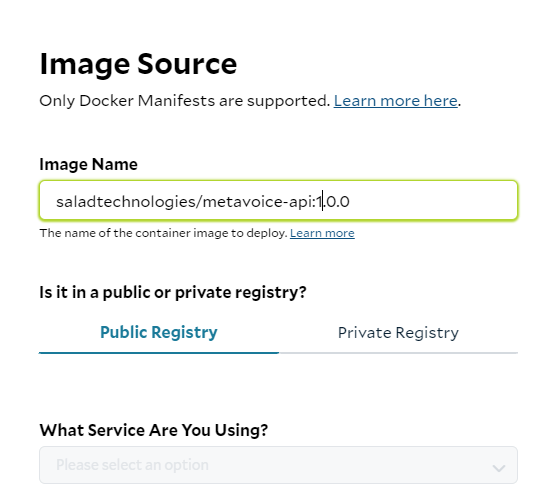 Image Source
Only Docker Manifests are supported. Learn more here.
Image Name
saladtechnologies/metavoice-api:1.0.0
The name of the container image to deploy. Learn more
Is it in a public or private registry?
Public Registry Private Registry
What Service Are You Using?
Please select an option